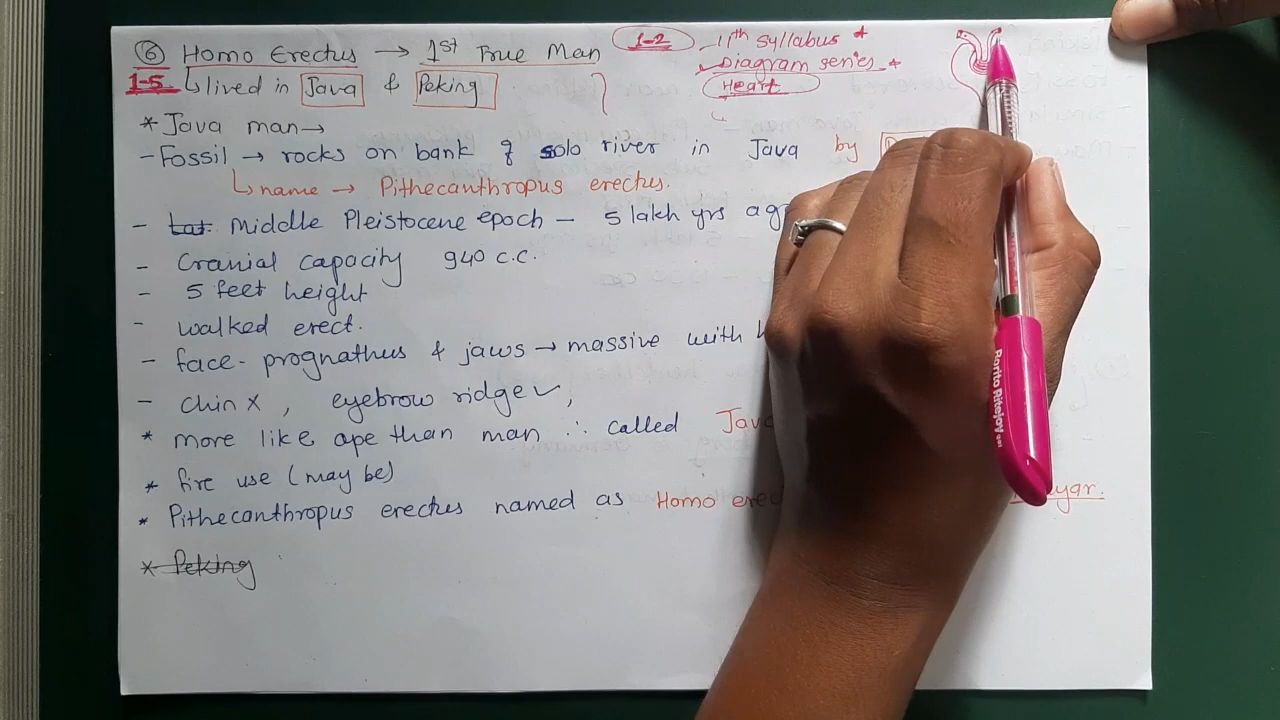 ⑥ Homo Erectus → 1st True Man
1-5 ↳ lived in Java & Peking
1-2
11th syllabus *
Diagram series *
Heart
* Java man →
- Fossil → rocks on bank of solo river in Java by
↳ name → Pithecanthropus erectus.
- Lat. Middle Pleistocene epoch - 5 lakh yrs ago
- Cranial capacity 940 c.c.
- 5 feet height
- walked erect.
- face - prognathus & jaws → massive with
- chin x, eyebrow ridge ✓,
* more like ape than man ∴ called Java
* fire use (may be)
* Pithecanthropus erectus named as Homo erec
* Peking
Rorito Ritejoy